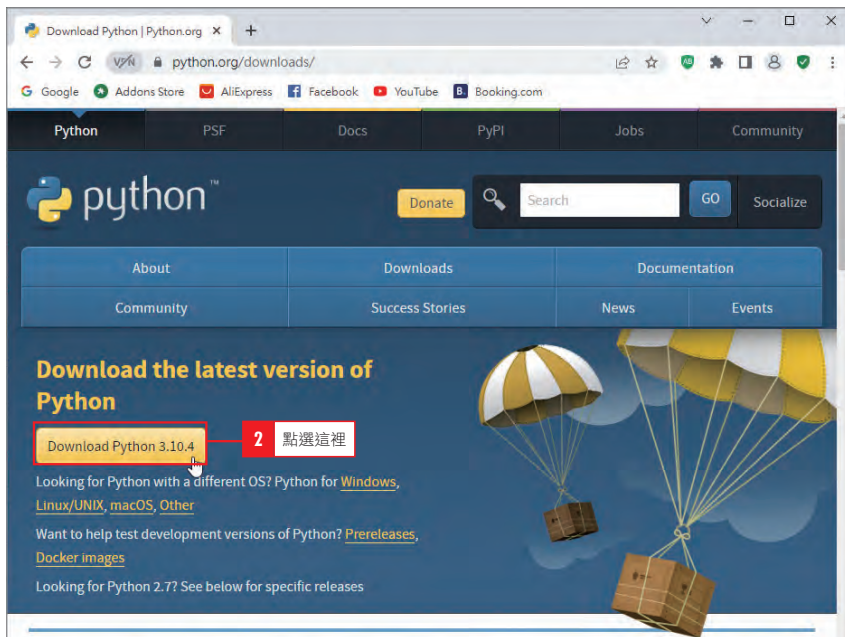 Download Python | Python.org
VPN python.org/downloads/
Google Addons Store AliExpress Facebook YouTube B. Booking.com
Python PSF Docs PyPI Jobs Community
python™ Donate Search GO Socialize
About Downloads Documentation
Community Success Stories News Events
Download the latest version of
Python
Download Python 3.10.4 2 點選這裡
Looking for Python with a different OS? Python for Windows,
Linux/UNIX, macOS, Other
Want to help test development versions of Python? Prereleases,
Docker images
Looking for Python 2.7? See below for specific releases